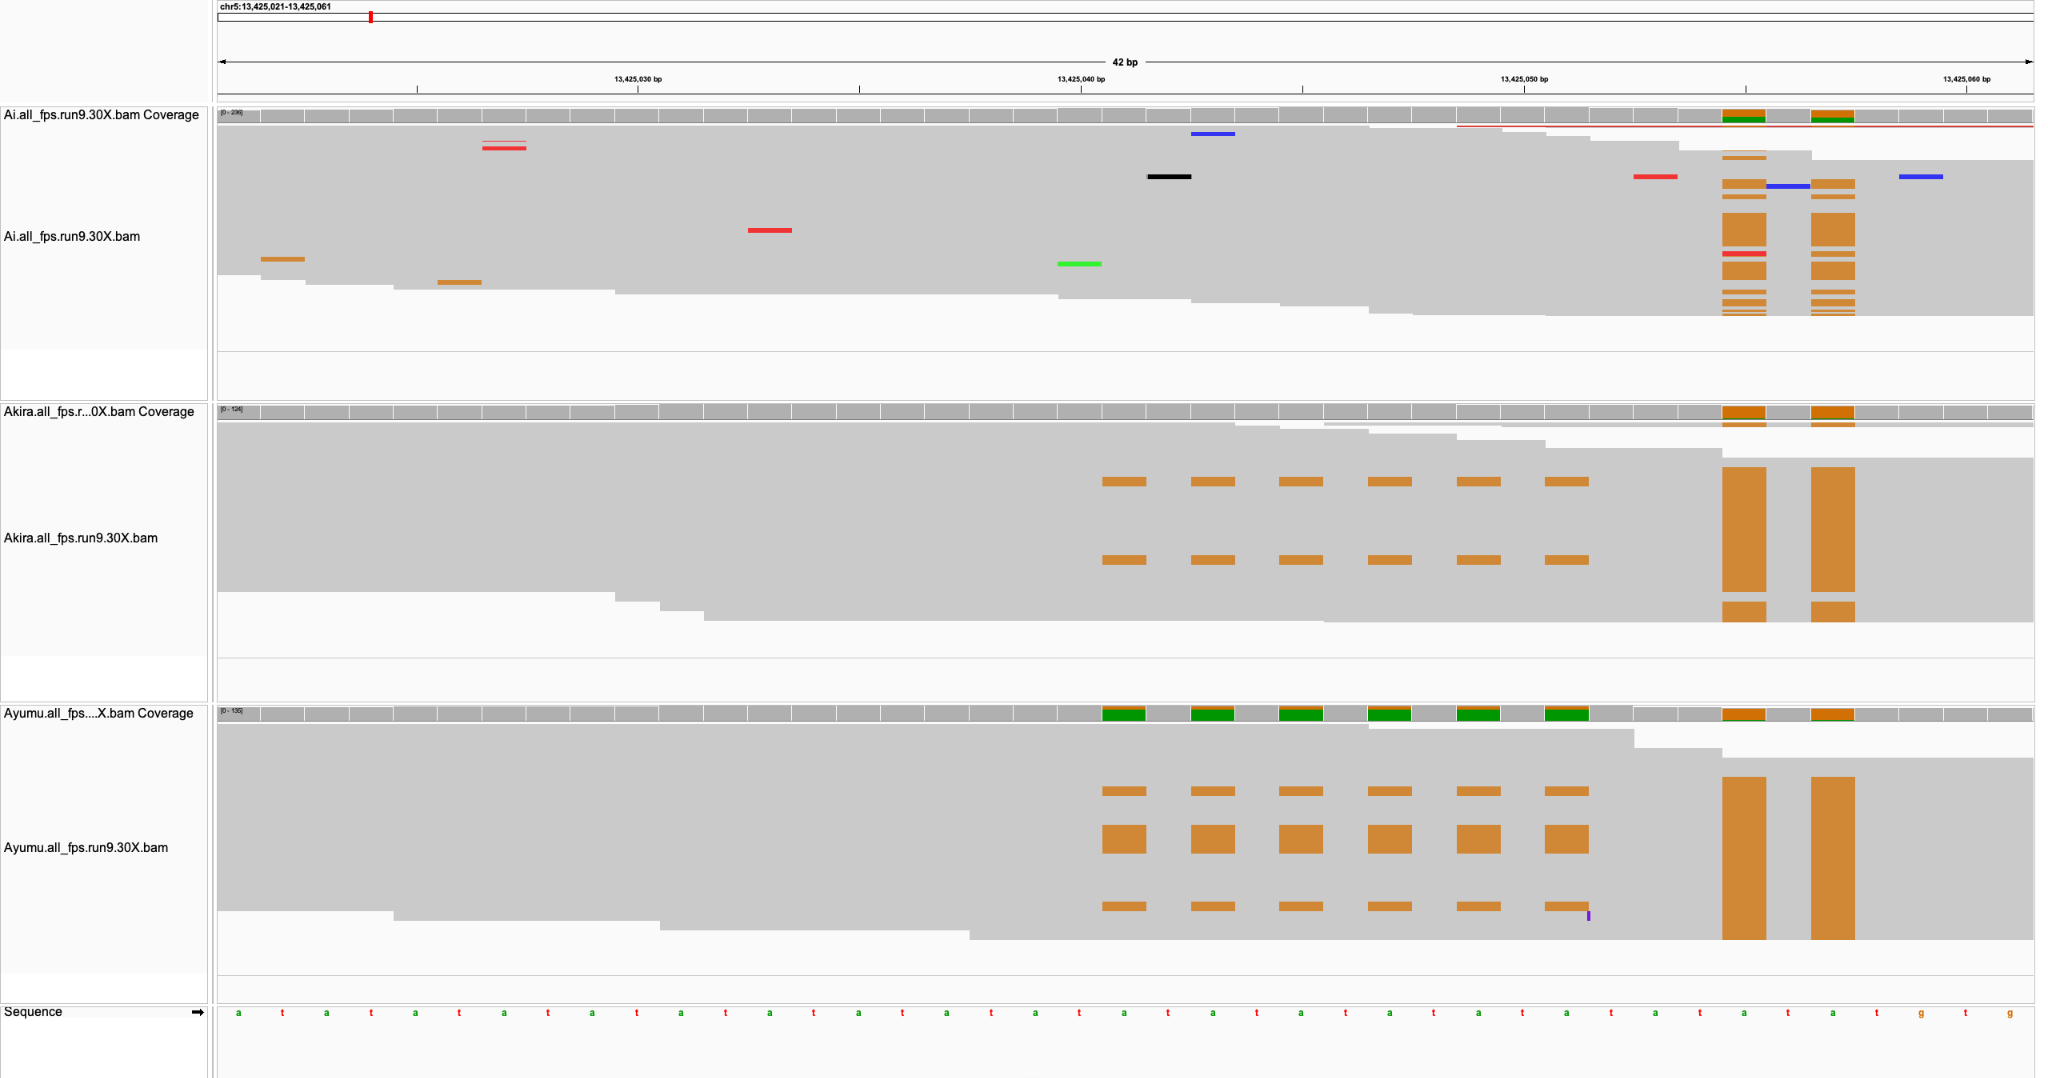 chr5:13,425,021-13,425,061
42 bp
13,425,030 bp
13,425,040 bp
13,425,050 bp
13,425,060 bp
Ai.all_fps.run9.30X.bam Coverage
[0 - 236]
Ai.all_fps.run9.30X.bam
Akira.all_fps.r...0X.bam Coverage
[0 - 124]
Akira.all_fps.run9.30X.bam
Ayumu.all_fps....X.bam Coverage
[0 - 135]
Ayumu.all_fps.run9.30X.bam
Sequence
a t a t a t a t a t a t a t a t a t a t a t a t a t a t a t a t a t a t a t g t g